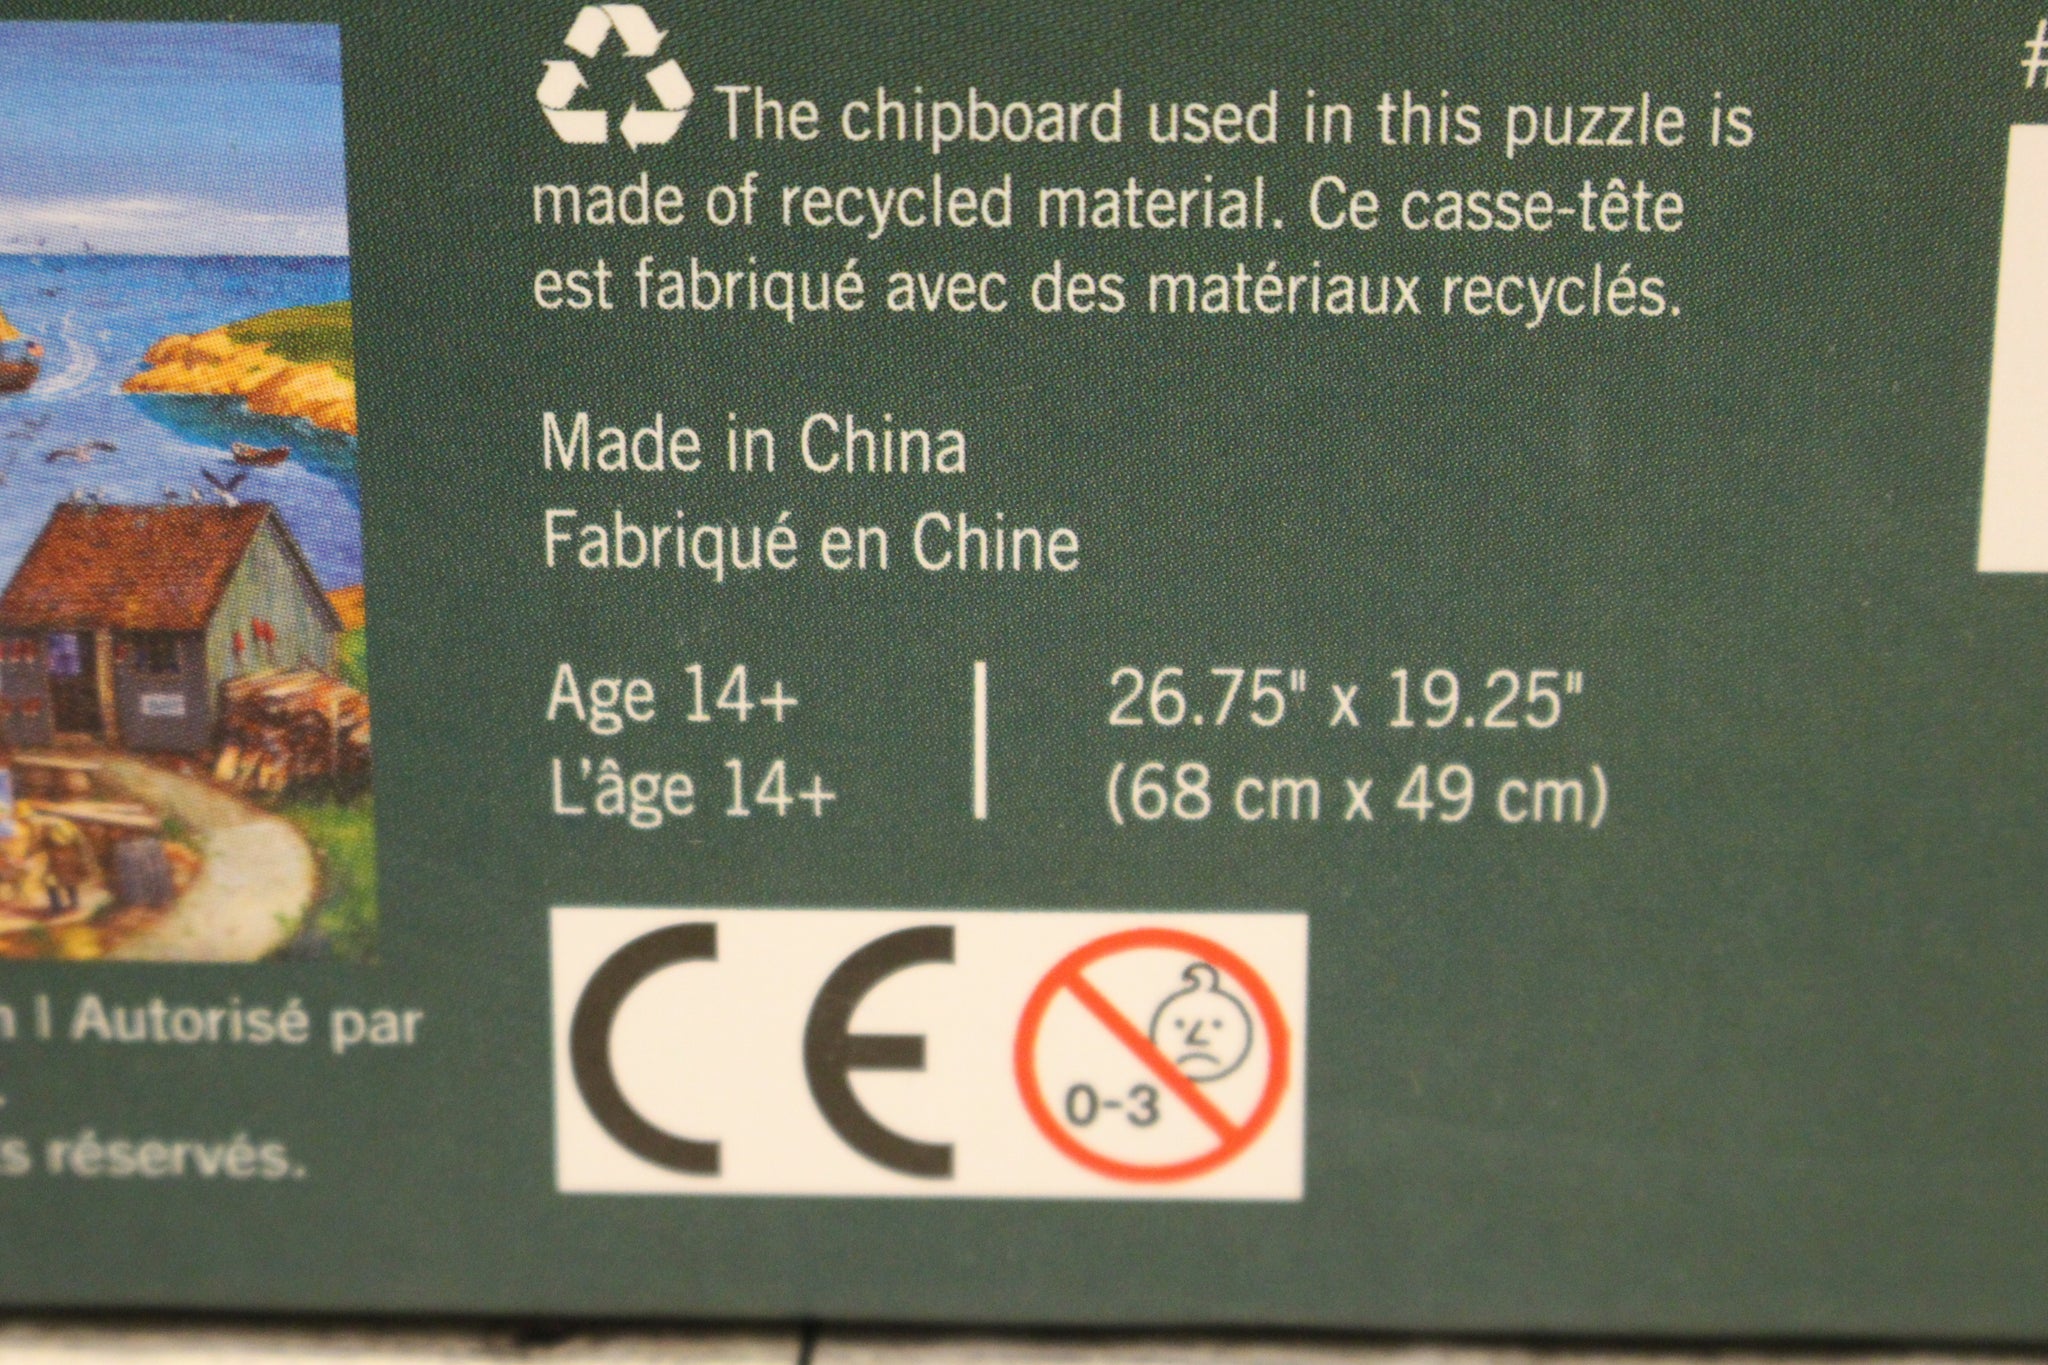 The chipboard used in this puzzle is
made of recycled material. Ce casse-tête
est fabriqué avec des matériaux recyclés.
Made in China
Fabriqué en Chine
Age 14+
L'âge 14+
26.75" x 19.25"
(68 cm x 49 cm)
CE
0-3
| Autorisé par
réservés.
#